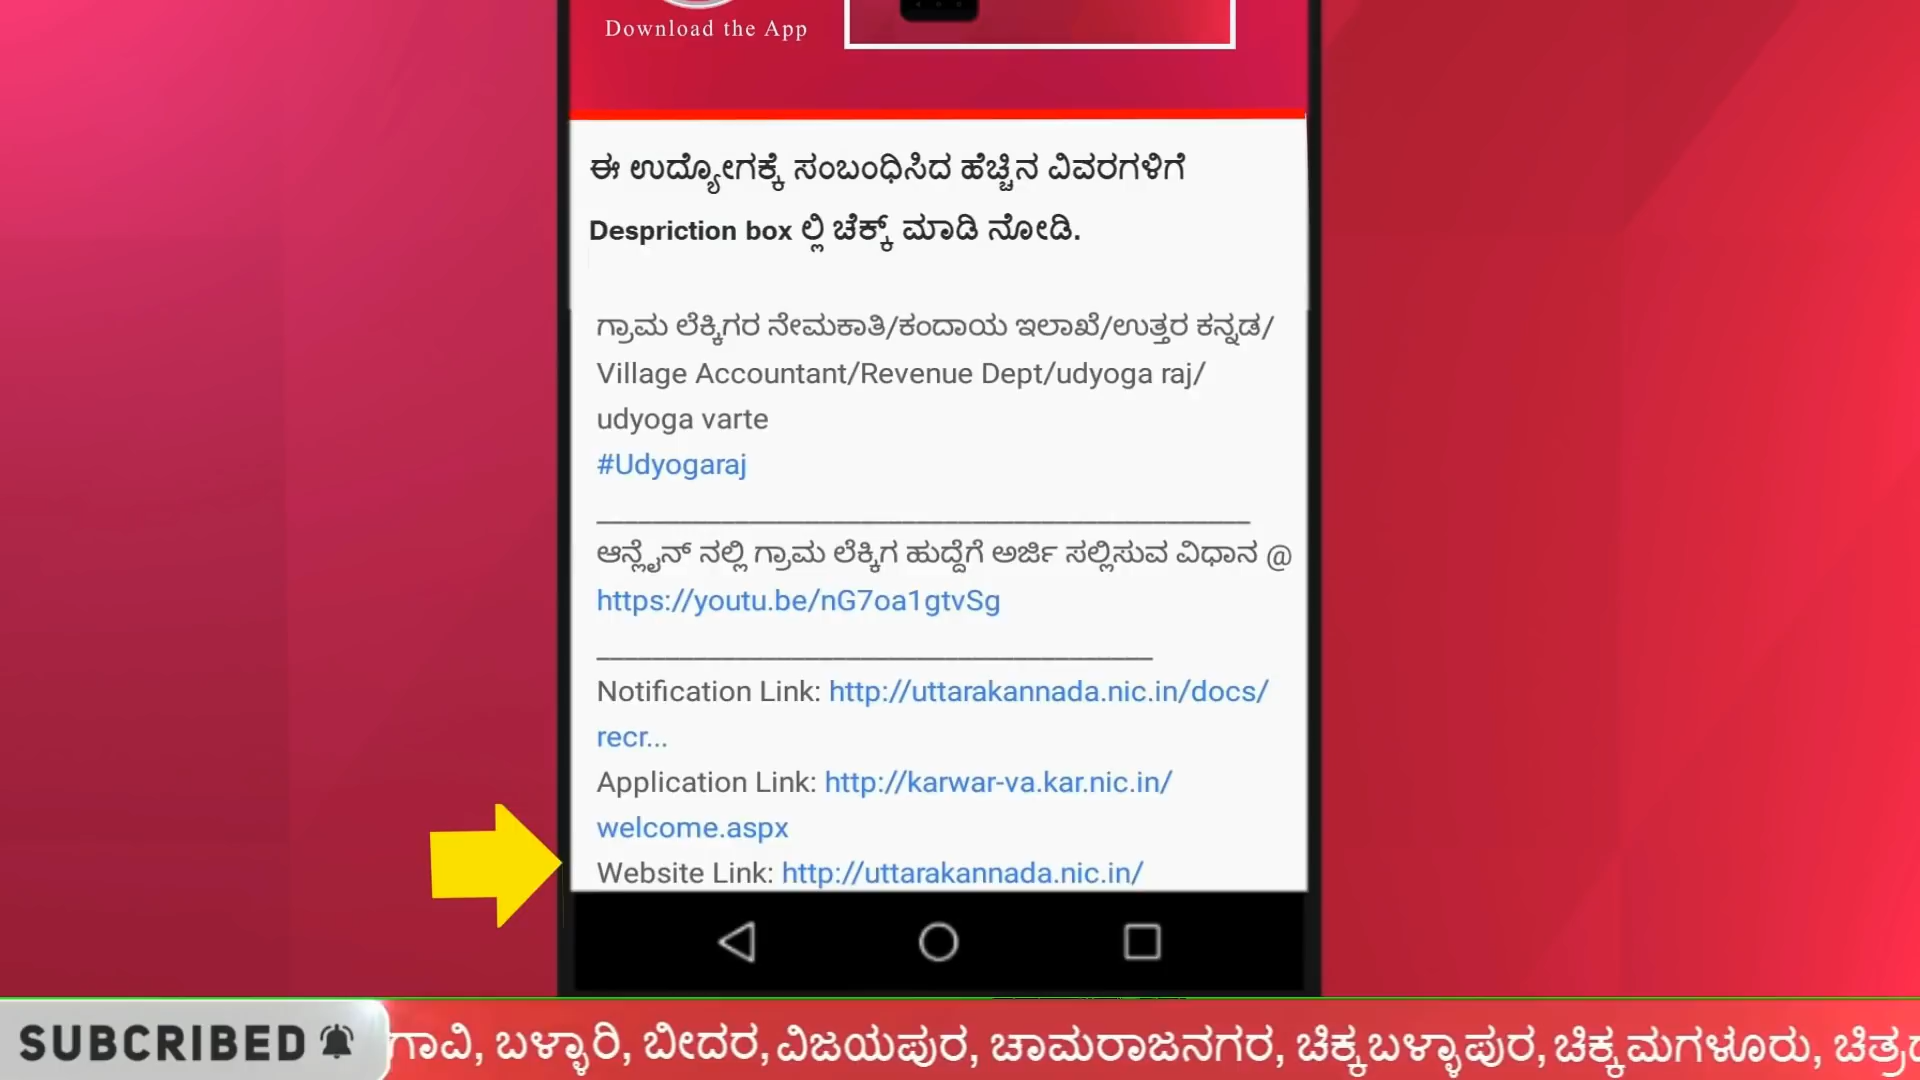 Download the App
ಈ ಉದ್ಯೋಗಕ್ಕೆ ಸಂಬಂಧಿಸಿದ ಹೆಚ್ಚಿನ ವಿವರಗಳಿಗೆ
Despriction box ಲ್ಲಿ ಚೆಕ್ಕ್ ಮಾಡಿ ನೋಡಿ.
ಗ್ರಾಮ ಲೆಕ್ಕಿಗರ ನೇಮಕಾತಿ/ಕಂದಾಯ ಇಲಾಖೆ/ಉತ್ತರ ಕನ್ನಡ/
Village Accountant/Revenue Dept/udyoga raj/
udyoga varte
#Udyogaraj
ಆನ್ಲೈನ್ ನಲ್ಲಿ ಗ್ರಾಮ ಲೆಕ್ಕಿಗ ಹುದ್ದೆಗೆ ಅರ್ಜಿ ಸಲ್ಲಿಸುವ ವಿಧಾನ @
https://youtu.be/nG7oa1gtvSg
Notification Link: http://uttarakannada.nic.in/docs/
recr...
Application Link: http://karwar-va.kar.nic.in/
welcome.aspx
Website Link: http://uttarakannada.nic.in/
SUBCRIBED ಗಾವಿ, ಬಳ್ಳಾರಿ, ಬೀದರ, ವಿಜಯಪುರ, ಚಾಮರಾಜನಗರ, ಚಿಕ್ಕಬಳ್ಳಾಪುರ, ಚಿಕ್ಕಮಗಳೂರು,